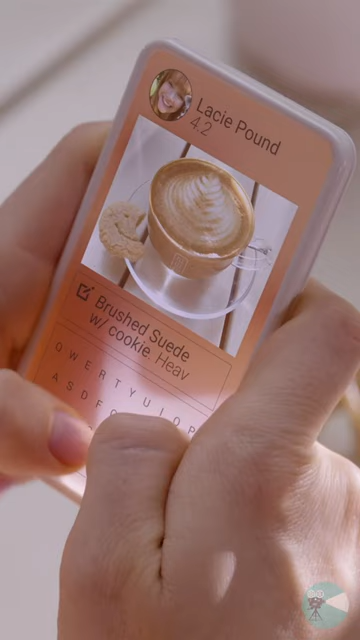 Lacie Pound
4.2
Brushed Suede
w/ cookie. Heav
Q W E R T Y U I O P
A S D F